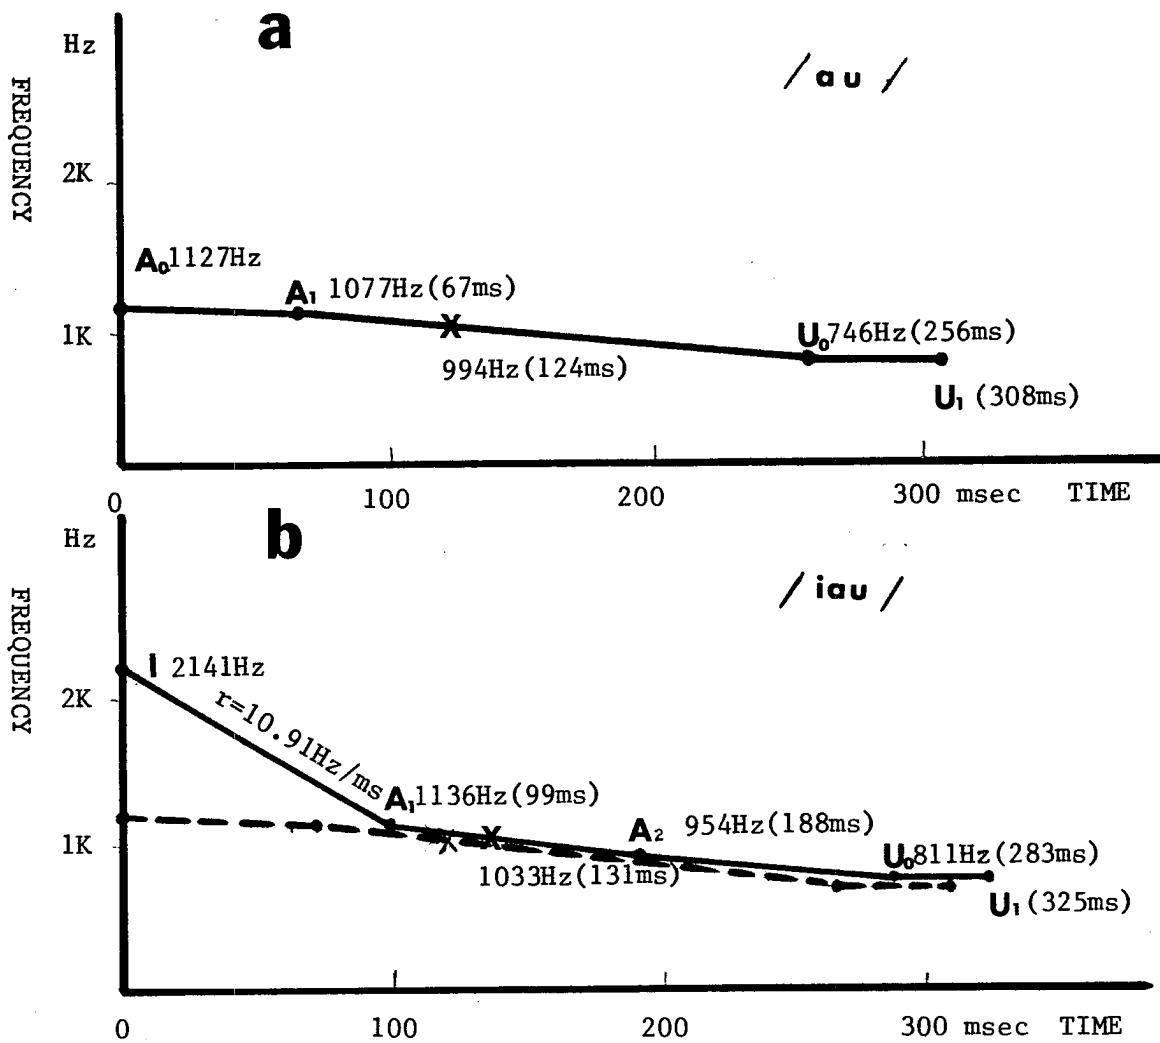 a
Hz
/ au /
FREQUENCY
2K
A₀ 1127Hz
A₁ 1077Hz(67ms)
1K
U₀ 746Hz(256ms)
994Hz(124ms)
U₁ (308ms)
0 100 200 300 msec TIME
b
Hz
/ iau /
FREQUENCY
I 2141Hz
2K
r=10.91Hz/ms
A₁ 1136Hz(99ms)
A₂ 954Hz(188ms)
1K
U₀ 811Hz(283ms)
1033Hz(131ms)
U₁ (325ms)
0 100 200 300 msec TIME